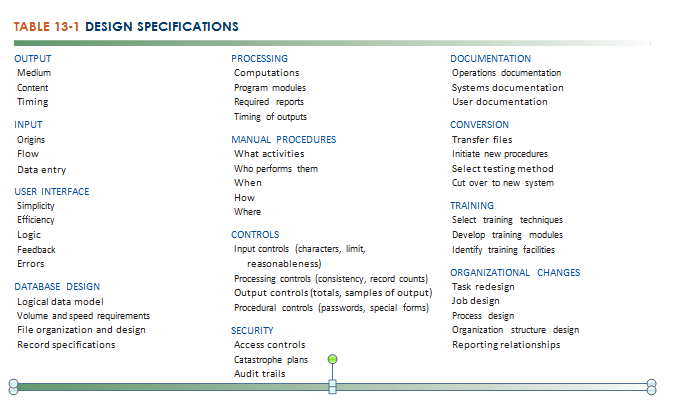 TABLE 13-1 DESIGN SPECIFICATIONS
OUTPUT
Medium
Content
Timing
INPUT
Origins
Flow
Data entry
USER INTERFACE
Simplicity
Efficiency
Logic
Feedback
Errors
DATABASE DESIGN
Logical data model
Volume and speed requirements
File organization and design
Record specifications
PROCESSING
Computations
Program modules
Required reports
Timing of outputs
MANUAL PROCEDURES
What activities
Who performs them
When
How
Where
CONTROLS
Input controls (characters, limit,
reasonableness)
Processing controls (consistency, record counts)
Output controls (totals, samples of output)
Procedural controls (passwords, special forms)
SECURITY
Access controls
Catastrophe plans
Audit trails
DOCUMENTATION
Operations documentation
Systems documentation
User documentation
CONVERSION
Transfer files
Initiate new procedures
Select testing method
Cut over to new system
TRAINING
Select training techniques
Develop training modules
Identify training facilities
ORGANIZATIONAL CHANGES
Task redesign
Job design
Process design
Organization structure design
Reporting relationships